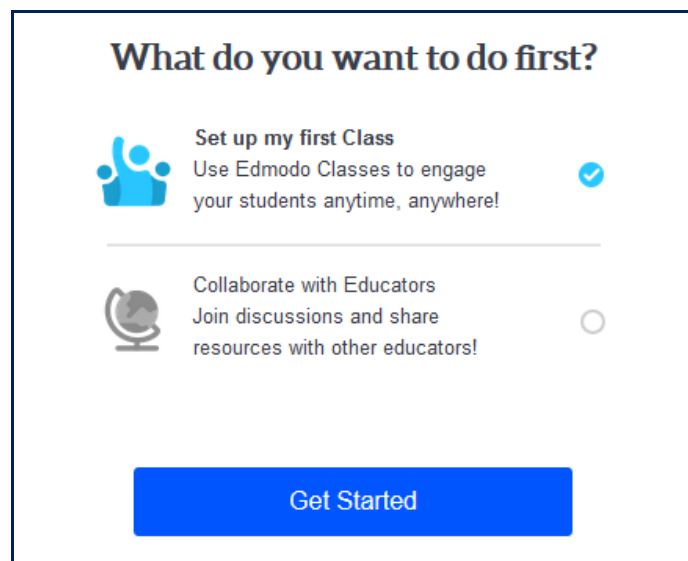 What do you want to do first?
Set up my first Class
Use Edmodo Classes to engage
your students anytime, anywhere!
Collaborate with Educators
Join discussions and share
resources with other educators!
Get Started